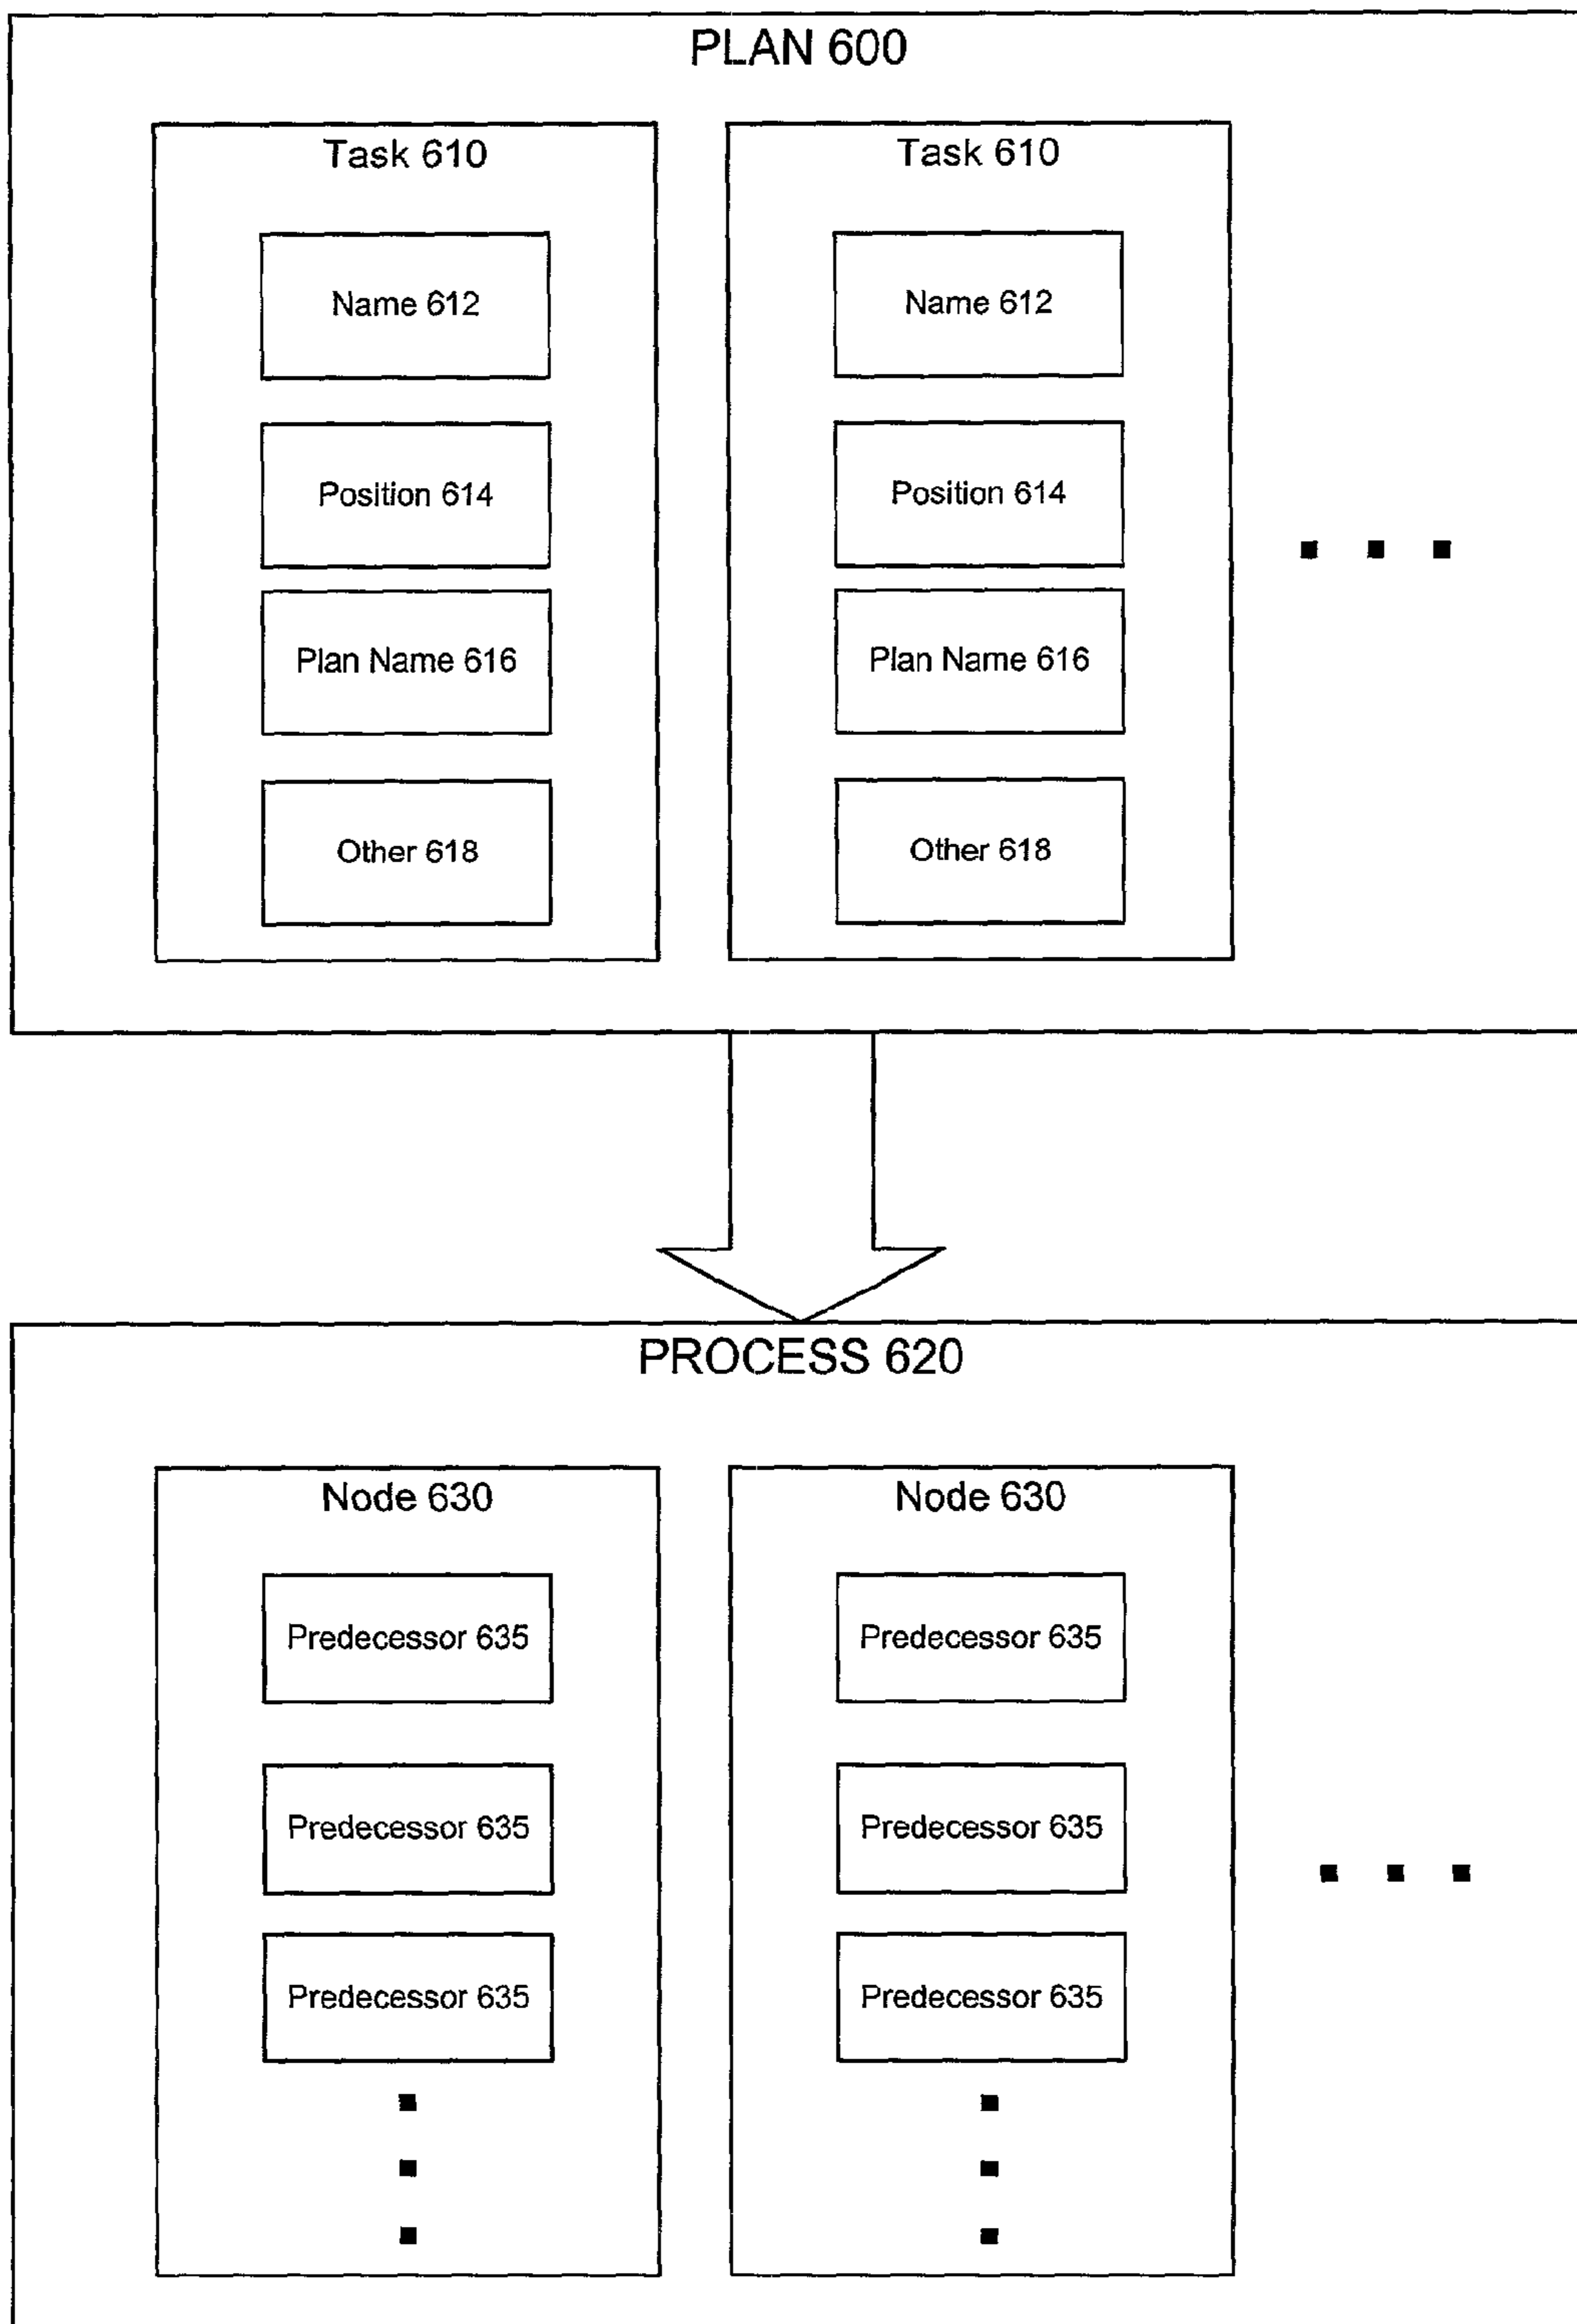 PLAN 600
Task 610
Name 612
Position 614
Plan Name 616
Other 618
Task 610
Name 612
Position 614
Plan Name 616
Other 618
PROCESS 620
Node 630
Predecessor 635
Predecessor 635
Predecessor 635
Node 630
Predecessor 635
Predecessor 635
Predecessor 635